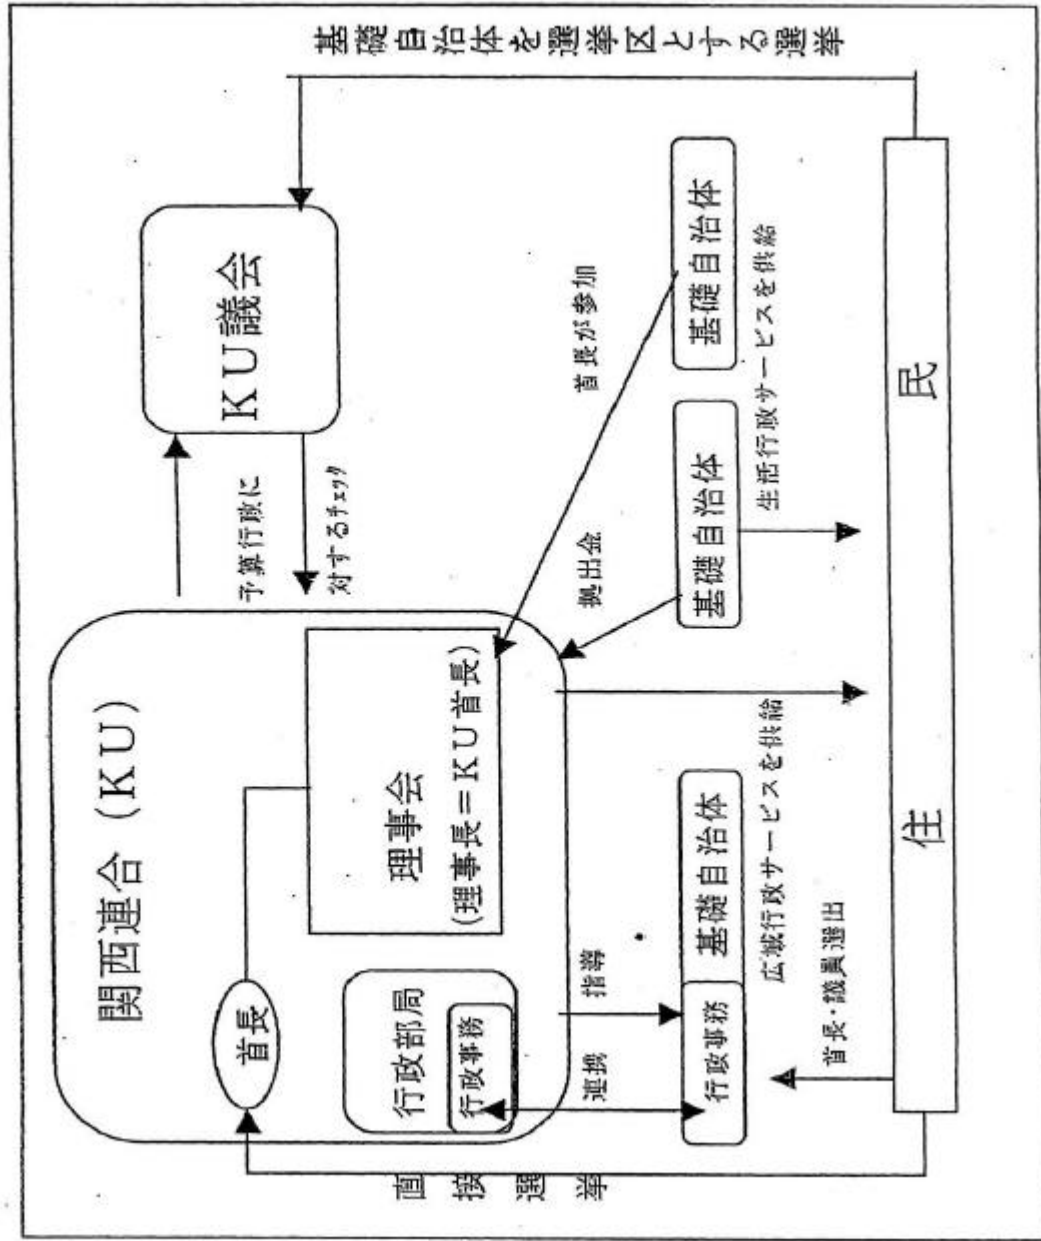 関西連合（KU）
首長
理事会
(理事長＝KU首長)
行政部局
行政事務
KU議会
予算行政に
対するチェック
直接選挙
基礎自治体を選挙区とする選挙
連携
指導
拠出金
首長が参加
行政事務
基礎自治体
基礎自治体
基礎自治体
首長・議員選出
広域行政サービスを供給
生活行政サービスを供給
住民